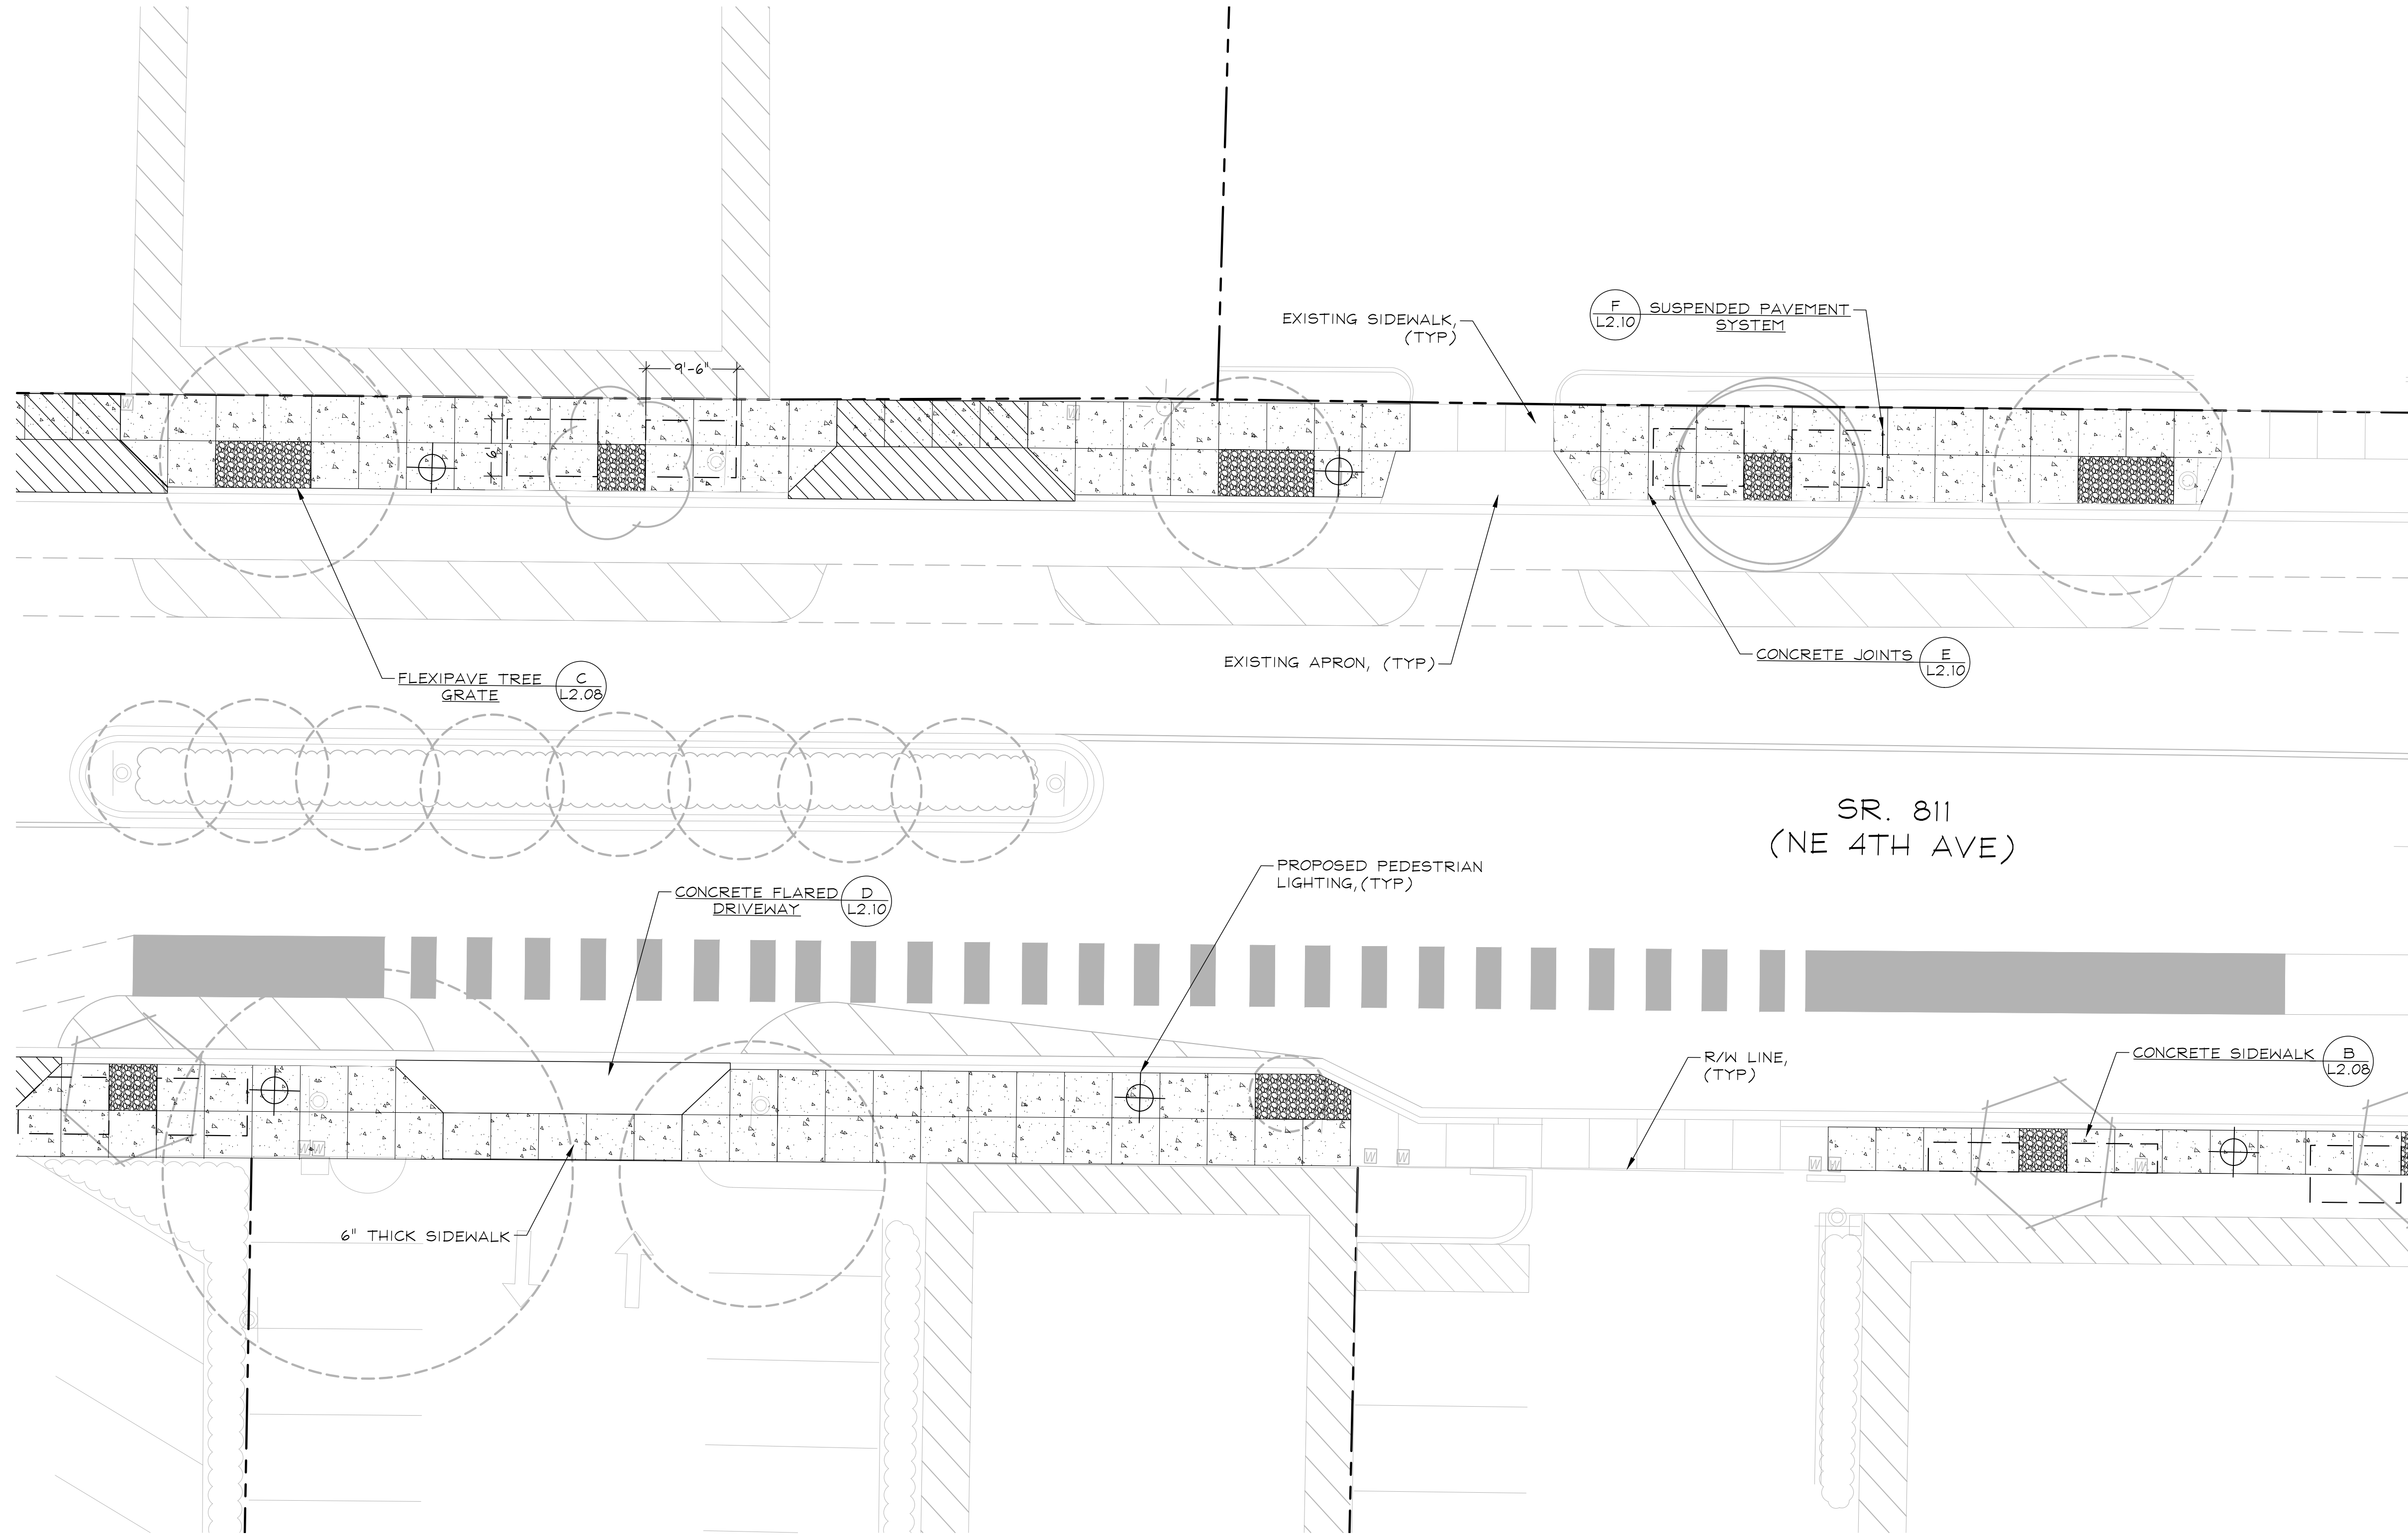 EXISTING SIDEWALK,
(TYP)
F
L2.10
SUSPENDED PAVEMENT
SYSTEM
9'-6"
6'
W
W
EXISTING APRON, (TYP)
CONCRETE JOINTS
E
L2.10
FLEXIPAVE TREE
GRATE
C
L2.08
SR. 811
(NE 4TH AVE)
PROPOSED PEDESTRIAN
LIGHTING,(TYP)
CONCRETE FLARED
DRIVEWAY
D
L2.10
R/W LINE,
(TYP)
CONCRETE SIDEWALK
B
L2.08
W W
W W
W W
W
6" THICK SIDEWALK